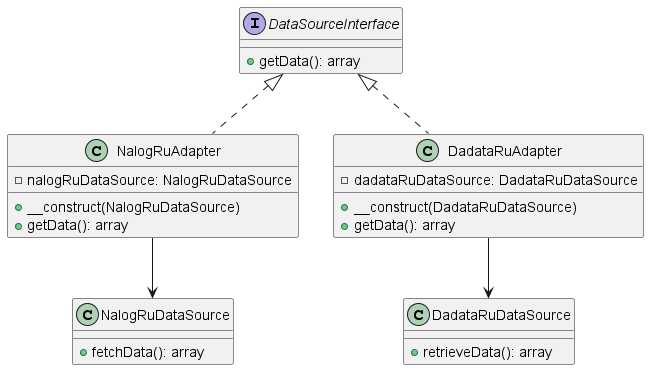 I DataSourceInterface
getData(): array
C NalogRuAdapter
nalogRuDataSource: NalogRuDataSource
__construct(NalogRuDataSource)
getData(): array
C DadataRuAdapter
dadataRuDataSource: DadataRuDataSource
__construct(DadataRuDataSource)
getData(): array
C NalogRuDataSource
fetchData(): array
C DadataRuDataSource
retrieveData(): array